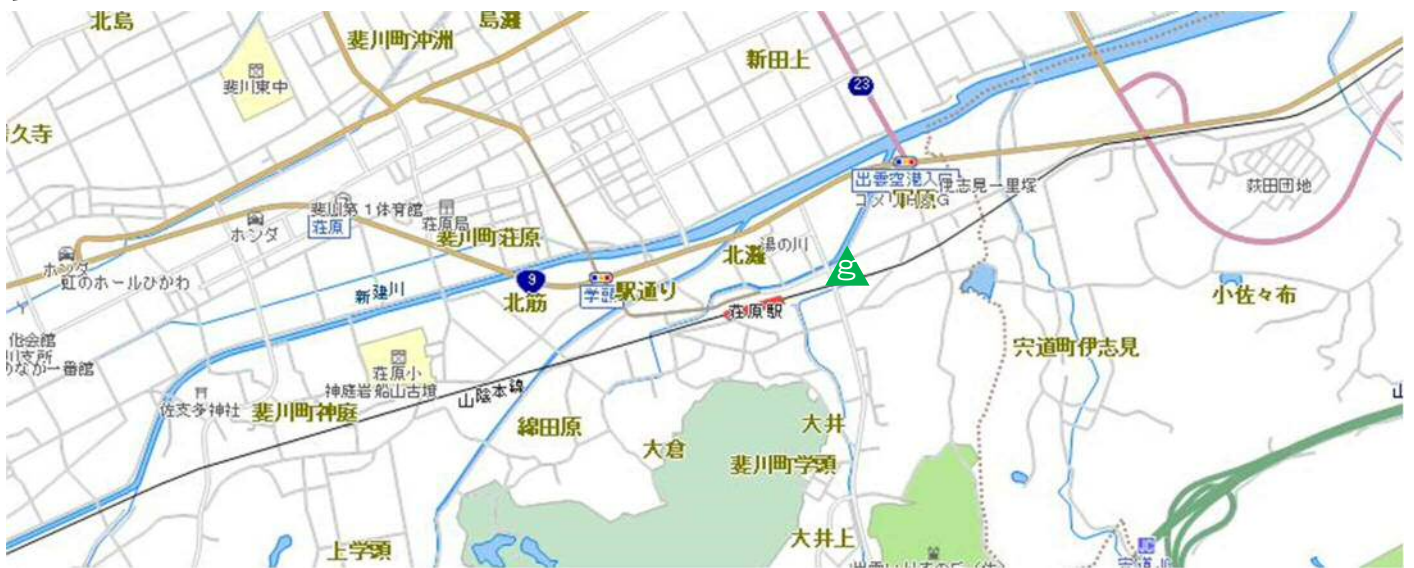 北島
島灘
斐川町沖洲
新田上
斐川東中
23
久寺
出雲空港入口
伊志見一里塚
荻田団地
斐川第1体育館
荘原局
荘原
ホンダ
斐川町荘原
湯の川
北灘
g
ホンダ
虹のホールひかわ
9
駅通り
新建川
北筋
荘原駅
小佐々布
宍道町伊志見
荘原小
神庭岩船山古墳
山陰本線
佐支多神社
斐川町神庭
綿田原
大倉
大井
斐川町学頭
上学頭
大井上